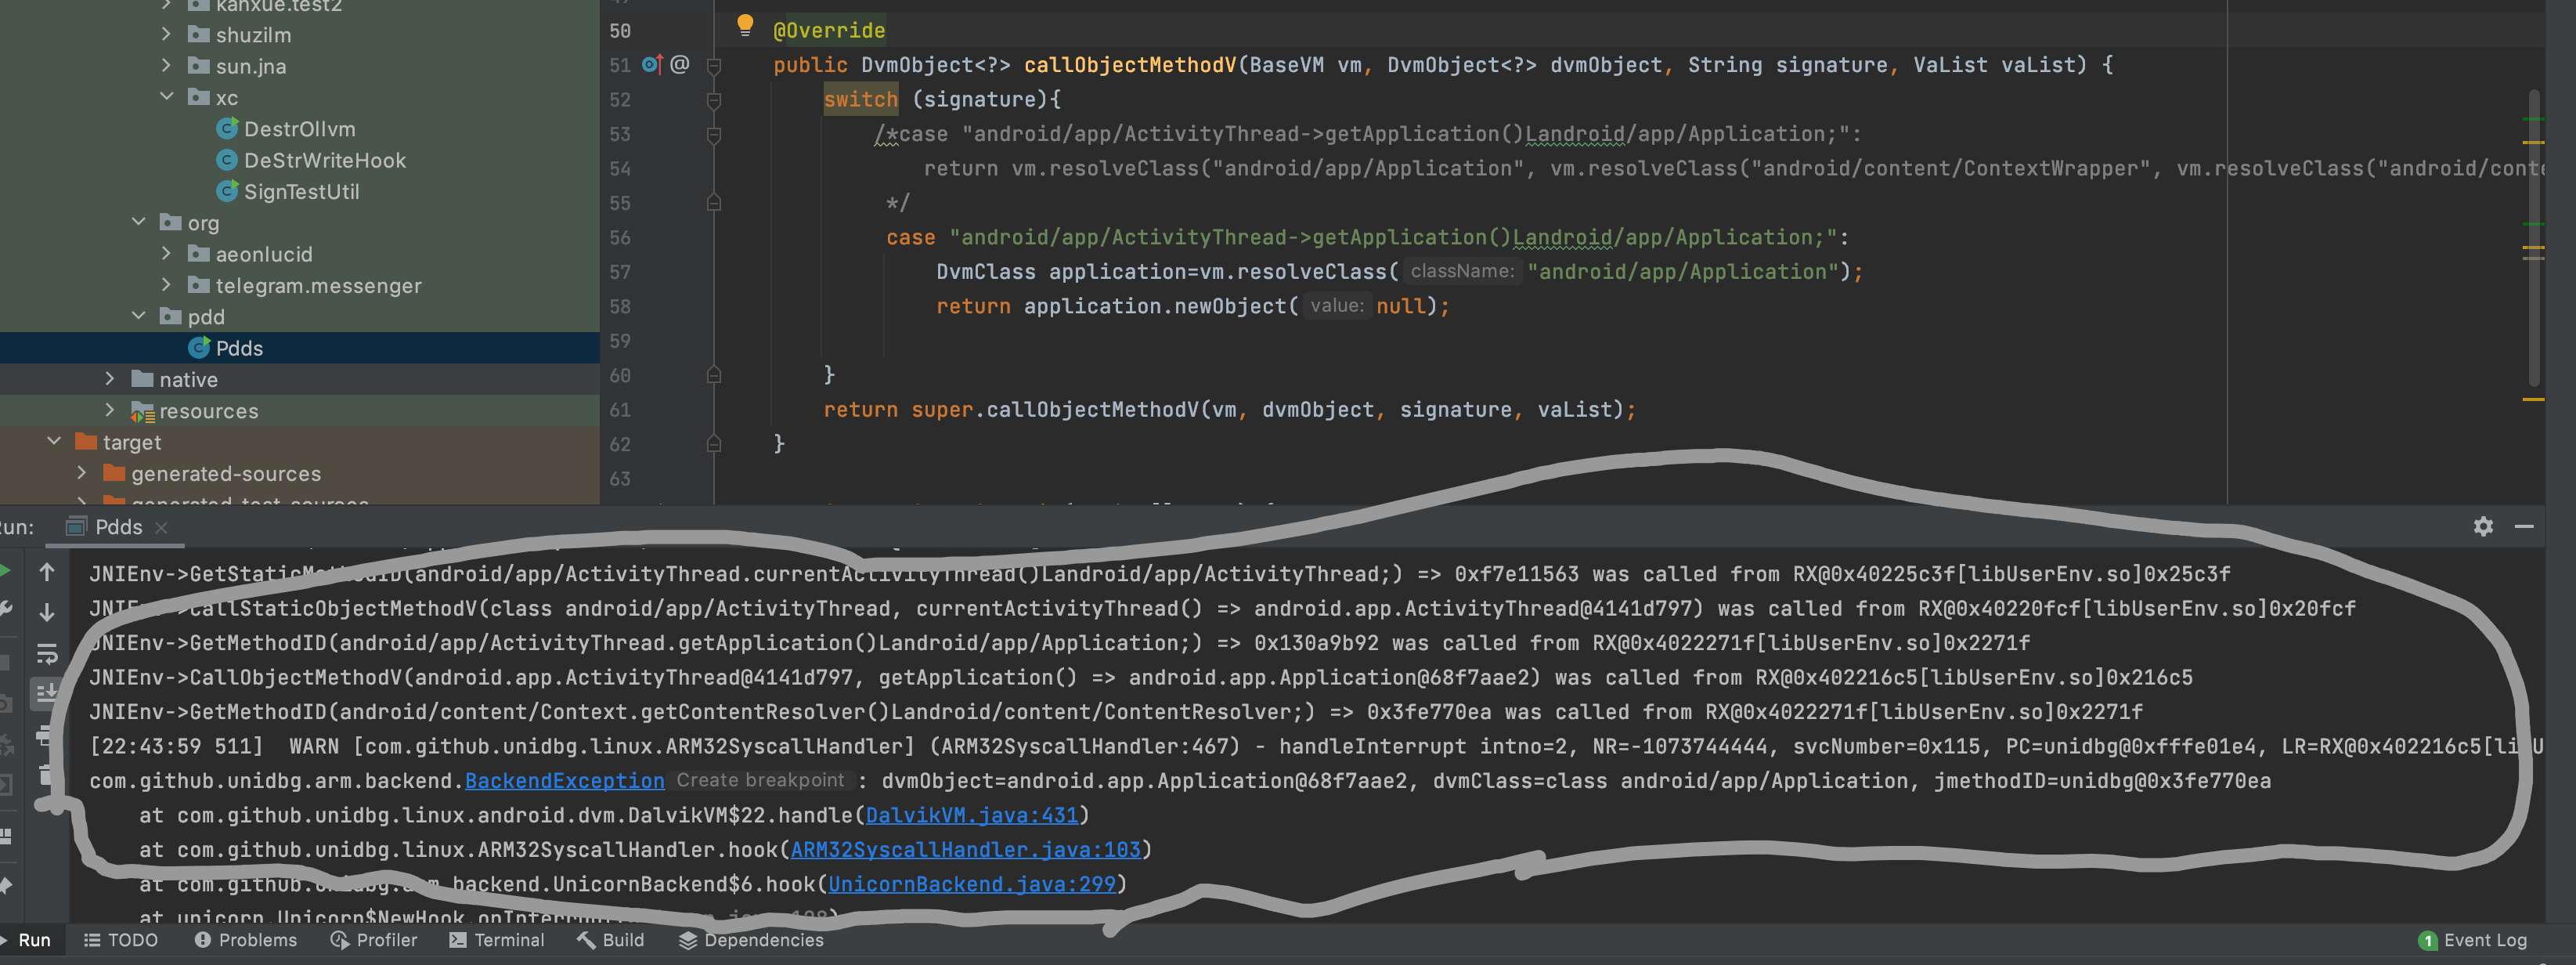 kanxue.test2
shuzilm
sun.jna
xc
DestrOllvm
DeStrWriteHook
SignTestUtil
org
aeonlucid
telegram.messenger
pdd
Pdds
native
resources
target
generated-sources
generated-test-sources
50 @Override
51 @ public DvmObject<?> callObjectMethodV(BaseVM vm, DvmObject<?> dvmObject, String signature, VaList vaList) {
52 switch (signature){
53 /*case "android/app/ActivityThread->getApplication()Landroid/app/Application;":
54 return vm.resolveClass("android/app/Application", vm.resolveClass("android/content/ContextWrapper", vm.resolveClass("android/conte
55 */
56 case "android/app/ActivityThread->getApplication()Landroid/app/Application;":
57 DvmClass application=vm.resolveClass( className: "android/app/Application");
58 return application.newObject( value: null);
59
60 }
61 return super.callObjectMethodV(vm, dvmObject, signature, vaList);
62 }
63
un: Pdds
JNIEnv->GetStaticMethodID(android/app/ActivityThread.currentActivityThread()Landroid/app/ActivityThread;) => 0xf7e11563 was called from RX@0x40225c3f[libUserEnv.so]0x25c3f
JNIEnv->CallStaticObjectMethodV(class android/app/ActivityThread, currentActivityThread() => android.app.ActivityThread@4141d797) was called from RX@0x40220fcf[libUserEnv.so]0x20fcf
JNIEnv->GetMethodID(android/app/ActivityThread.getApplication()Landroid/app/Application;) => 0x130a9b92 was called from RX@0x4022271f[libUserEnv.so]0x2271f
JNIEnv->CallObjectMethodV(android.app.ActivityThread@4141d797, getApplication() => android.app.Application@68f7aae2) was called from RX@0x402216c5[libUserEnv.so]0x216c5
JNIEnv->GetMethodID(android/content/Context.getContentResolver()Landroid/content/ContentResolver;) => 0x3fe770ea was called from RX@0x4022271f[libUserEnv.so]0x2271f
[22:43:59 511]  WARN [com.github.unidbg.linux.ARM32SyscallHandler] (ARM32SyscallHandler:467) - handleInterrupt intno=2, NR=-1073744444, svcNumber=0x115, PC=unidbg@0xfffe01e4, LR=RX@0x402216c5[libU
com.github.unidbg.arm.backend.BackendException Create breakpoint : dvmObject=android.app.Application@68f7aae2, dvmClass=class android/app/Application, jmethodID=unidbg@0x3fe770ea
at com.github.unidbg.linux.android.dvm.DalvikVM$22.handle(DalvikVM.java:431)
at com.github.unidbg.linux.ARM32SyscallHandler.hook(ARM32SyscallHandler.java:103)
at com.github.unidbg.arm.backend.UnicornBackend$6.hook(UnicornBackend.java:299)
at unicorn.Unicorn$NewHook.onInterrupt(
Run TODO Problems Profiler Terminal Build Dependencies 1 Event Log